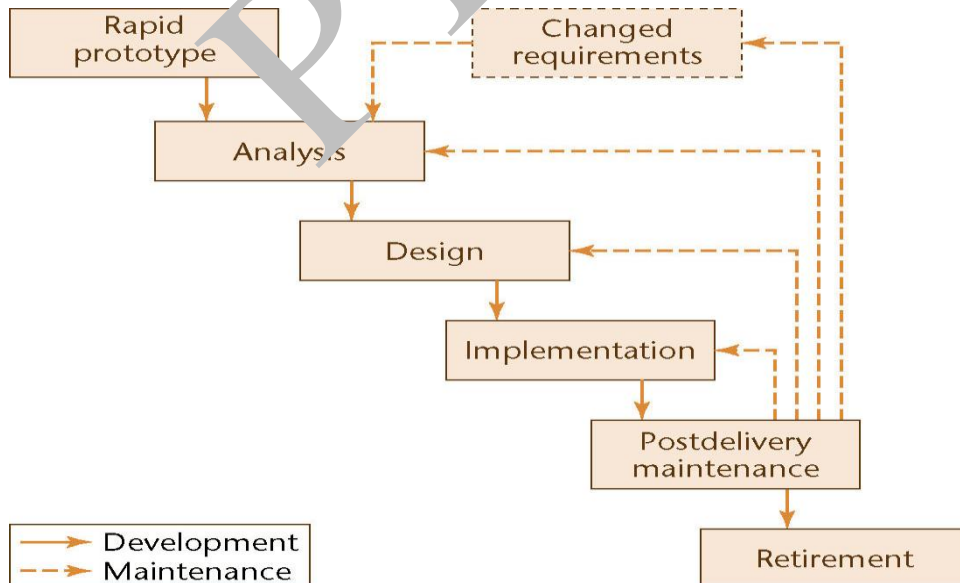 Rapid
prototype
Changed
requirements
Analysis
Design
Implementation
Postdelivery
maintenance
Retirement
Development
Maintenance